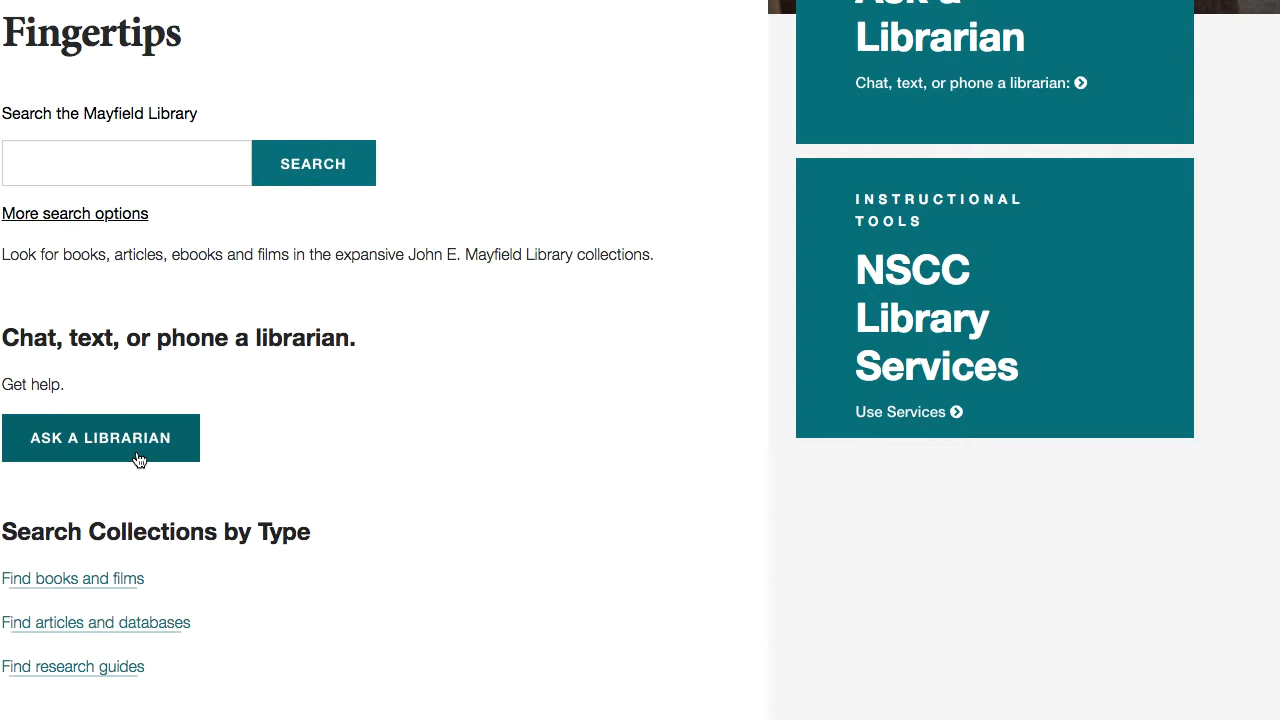 Fingertips
Search the Mayfield Library
SEARCH
More search options
Look for books, articles, ebooks and films in the expansive John E. Mayfield Library collections.
Chat, text, or phone a librarian.
Get help.
ASK A LIBRARIAN
Search Collections by Type
Find books and films
Find articles and databases
Find research guides
Ask a
Librarian
Chat, text, or phone a librarian:
INSTRUCTIONAL
TOOLS
NSCC
Library
Services
Use Services